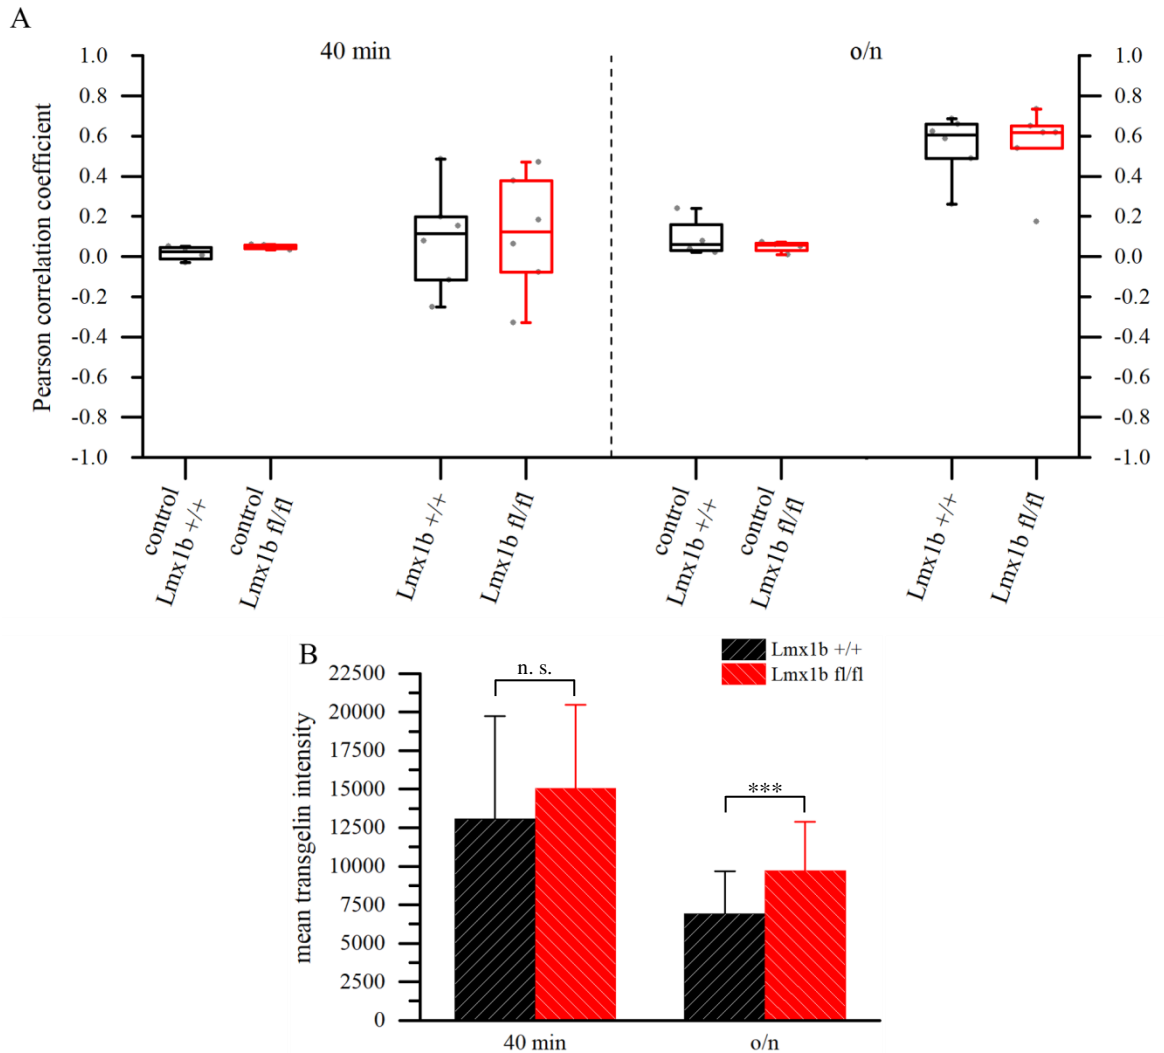 A
40 min
o/n
Pearson correlation coefficient
1.0
0.8
0.6
0.4
0.2
0.0
-0.2
-0.4
-0.6
-0.8
-1.0
1.0
0.8
0.6
0.4
0.2
0.0
-0.2
-0.4
-0.6
-0.8
-1.0
control
Lmx1b +/+
control
Lmx1b fl/fl
Lmx1b +/+
Lmx1b fl/fl
control
Lmx1b +/+
control
Lmx1b fl/fl
Lmx1b +/+
Lmx1b fl/fl
B
Lmx1b +/+
Lmx1b fl/fl
mean transgelin intensity
22500
20000
17500
15000
12500
10000
7500
5000
2500
0
n. s.
***
40 min
o/n